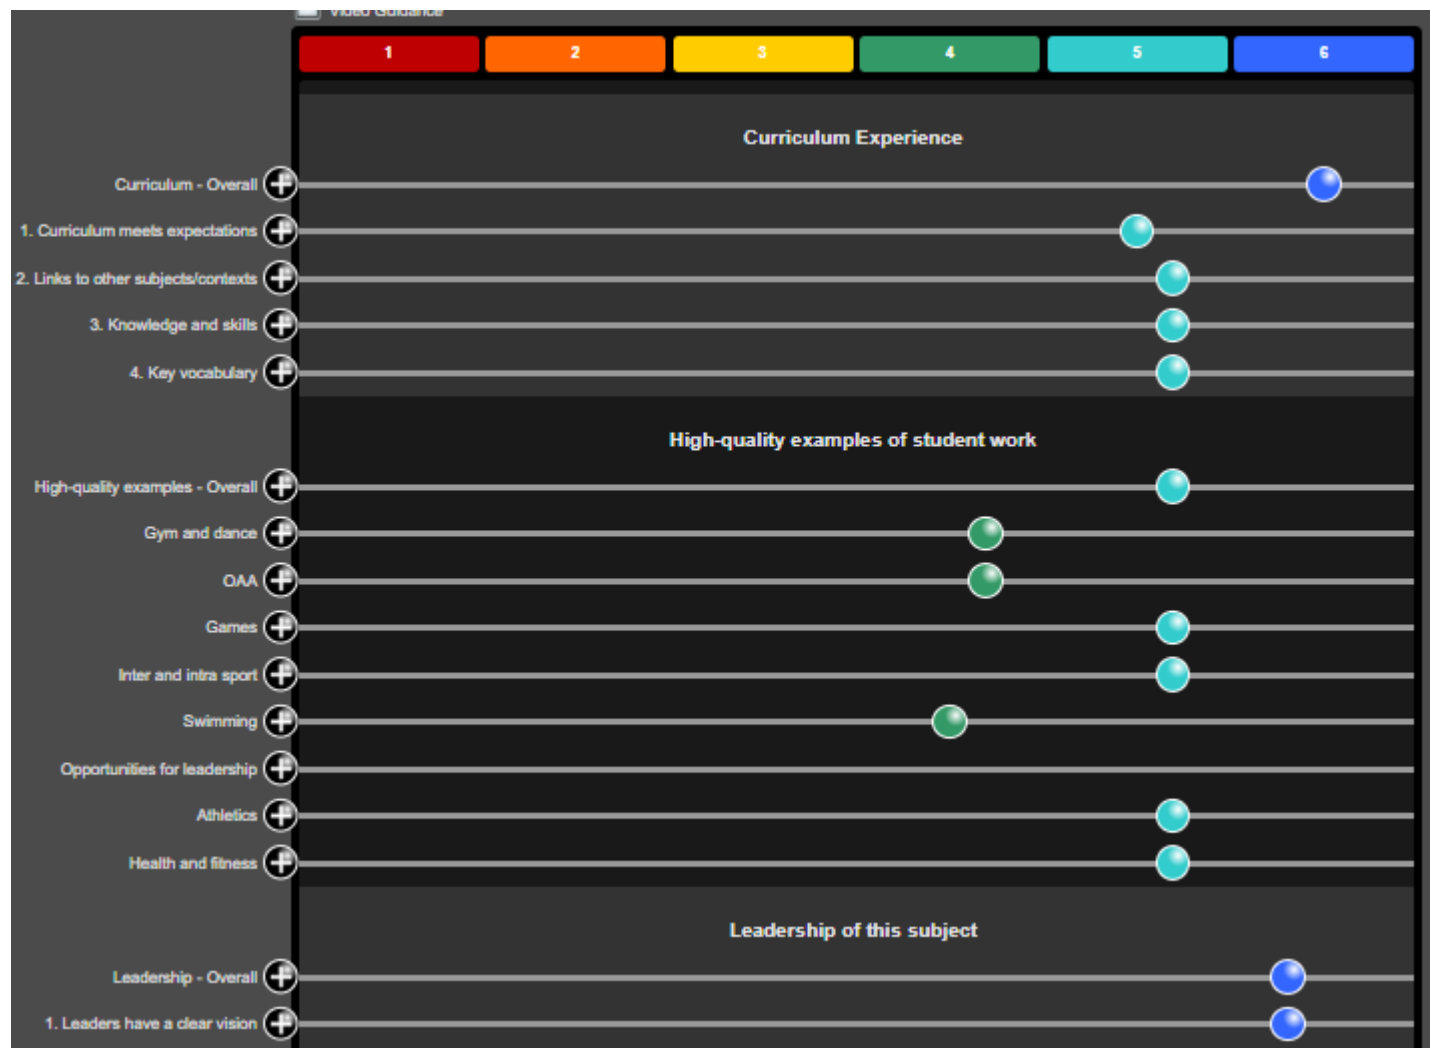 Video Guidance
1 2 3 4 5 6
Curriculum Experience
Curriculum - Overall
1. Curriculum meets expectations
2. Links to other subjects/contexts
3. Knowledge and skills
4. Key vocabulary
High-quality examples of student work
High-quality examples - Overall
Gym and dance
OAA
Games
Inter and intra sport
Swimming
Opportunities for leadership
Athletics
Health and fitness
Leadership of this subject
Leadership - Overall
1. Leaders have a clear vision